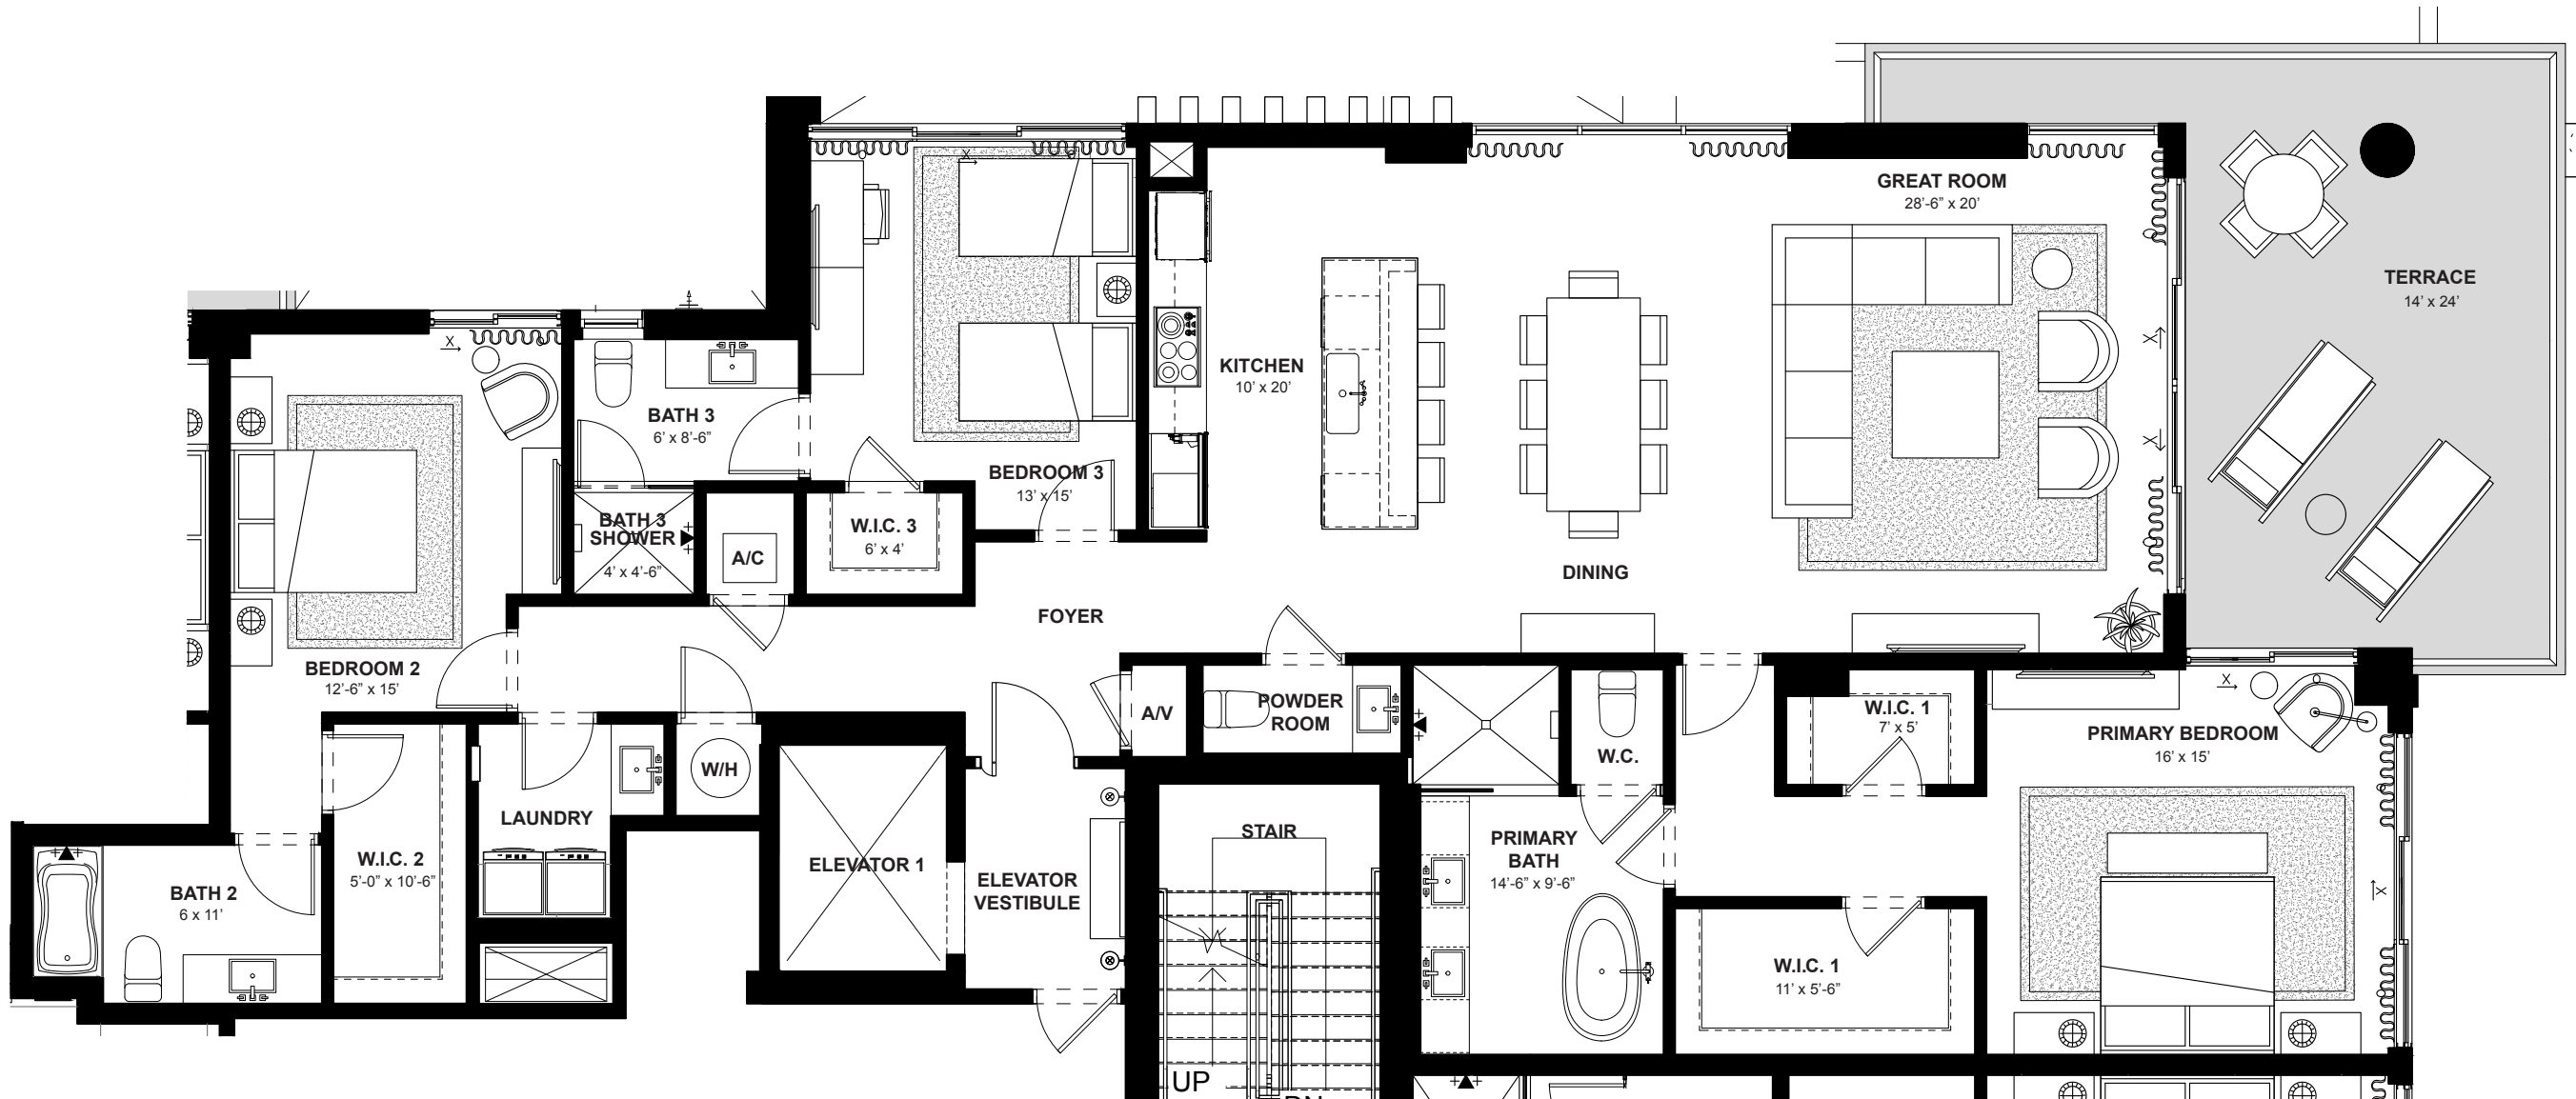 GREAT ROOM
28'-6” x 20'
TERRACE
14' x 24'
KITCHEN
10' x 20'
BATH 3
6' x 8'-6”
BEDROOM 3
13' x 15'
BATH 3
SHOWER
4' x 4'-6”
A/C
W.I.C. 3
6' x 4'
DINING
FOYER
BEDROOM 2
12'-6” x 15'
A/V
POWDER
ROOM
W.I.C. 1
7' x 5'
PRIMARY BEDROOM
16' x 15'
W.C.
W/H
LAUNDRY
STAIR
PRIMARY
BATH
14'-6” x 9'-6”
W.I.C. 2
5'-0” x 10'-6”
ELEVATOR 1
ELEVATOR
VESTIBULE
BATH 2
6 x 11'
W.I.C. 1
11' x 5'-6”
UP
X
X
X
X
X
X